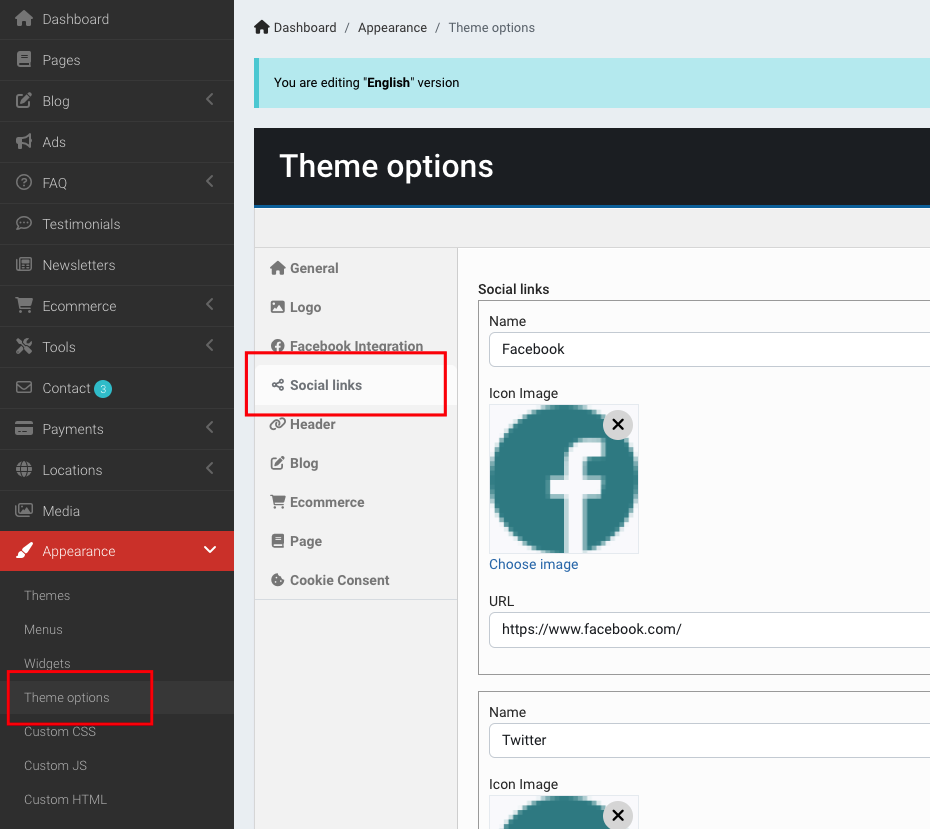 Dashboard
Pages
Blog
Ads
FAQ
Testimonials
Newsletters
Ecommerce
Tools
Contact 3
Payments
Locations
Media
Appearance
Themes
Menus
Widgets
Theme options
Custom CSS
Custom JS
Custom HTML
Dashboard / Appearance / Theme options
You are editing "English" version
Theme options
General
Logo
Facebook Integration
Social links
Header
Blog
Ecommerce
Page
Cookie Consent
Social links
Name
Facebook
Icon Image
Choose image
URL
https://www.facebook.com/
Name
Twitter
Icon Image